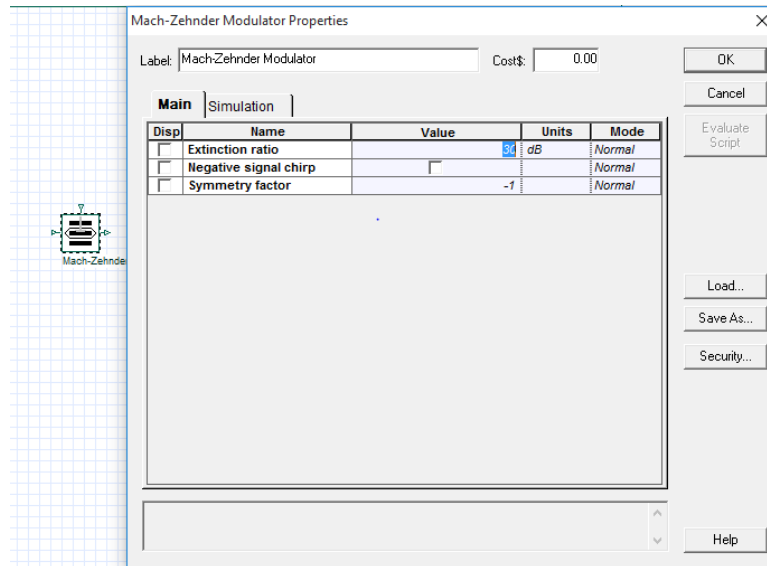 Mach-Zehnder Modulator Properties
Label: Mach-Zehnder Modulator Cost$: 0.00 OK
Cancel
Main Simulation
Evaluate
Script
Disp Name Value Units Mode
Extinction ratio 30 dB Normal
Negative signal chirp Normal
Symmetry factor -1 Normal
Mach-Zehnde
Load...
Save As...
Security...
Help